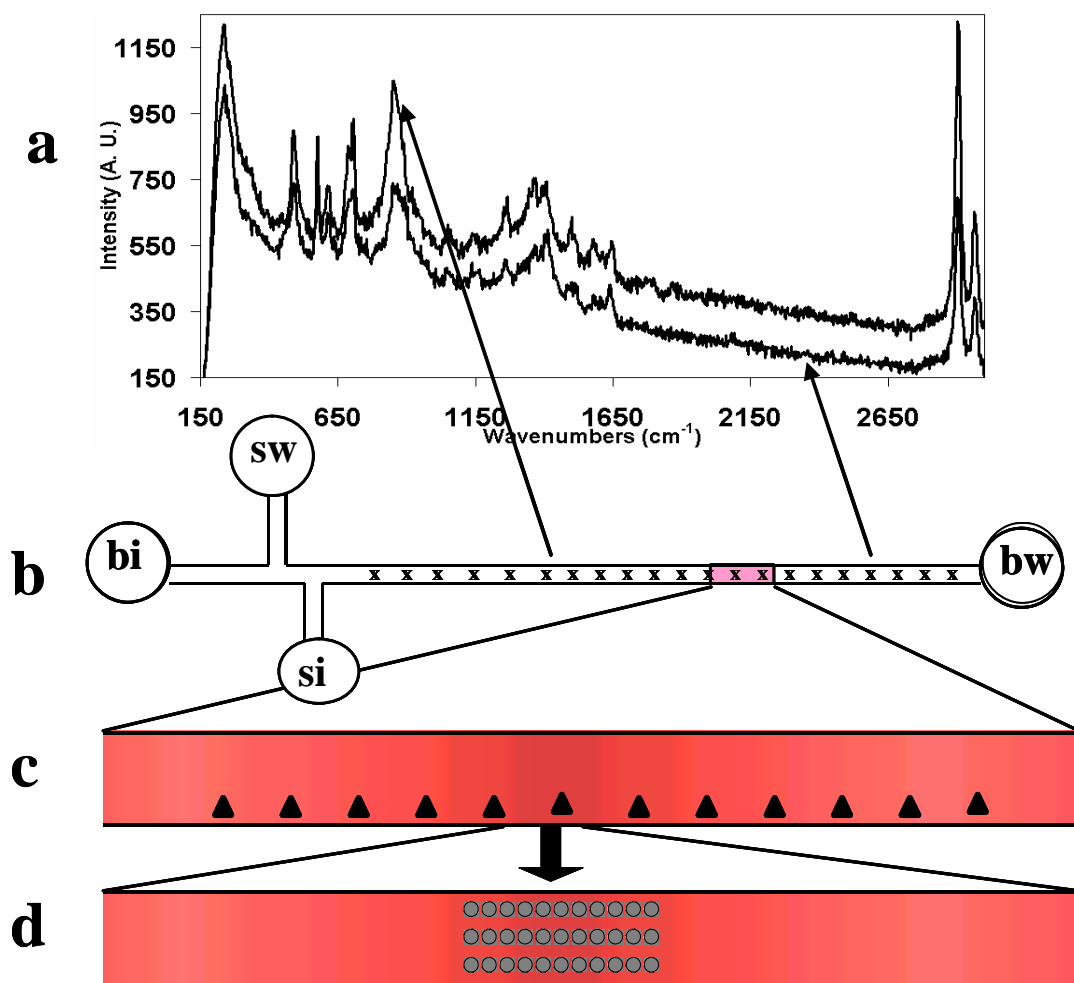 a
Intensity (A. U.)
1150
950
750
550
350
150
150 650 1150 1650 2150 2650
Wavenumbers (cm-1)
b
sw
bi
bw
si
x x x x x x x x x x x x x x x x x x x x
c
d